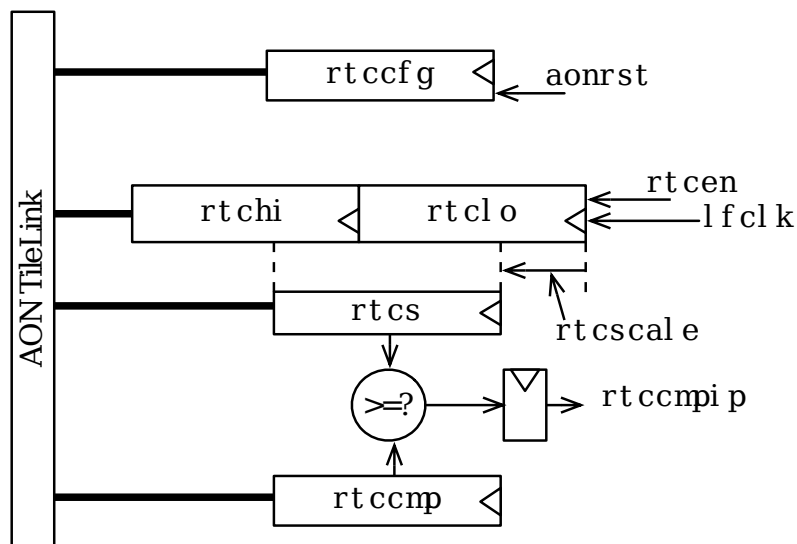 rtccfg
aonrst
rtchi
rtclo
rtcen
lfclk
AON TileLink
rtcs
rtcscale
>=?
rtccmpip
rtccmp